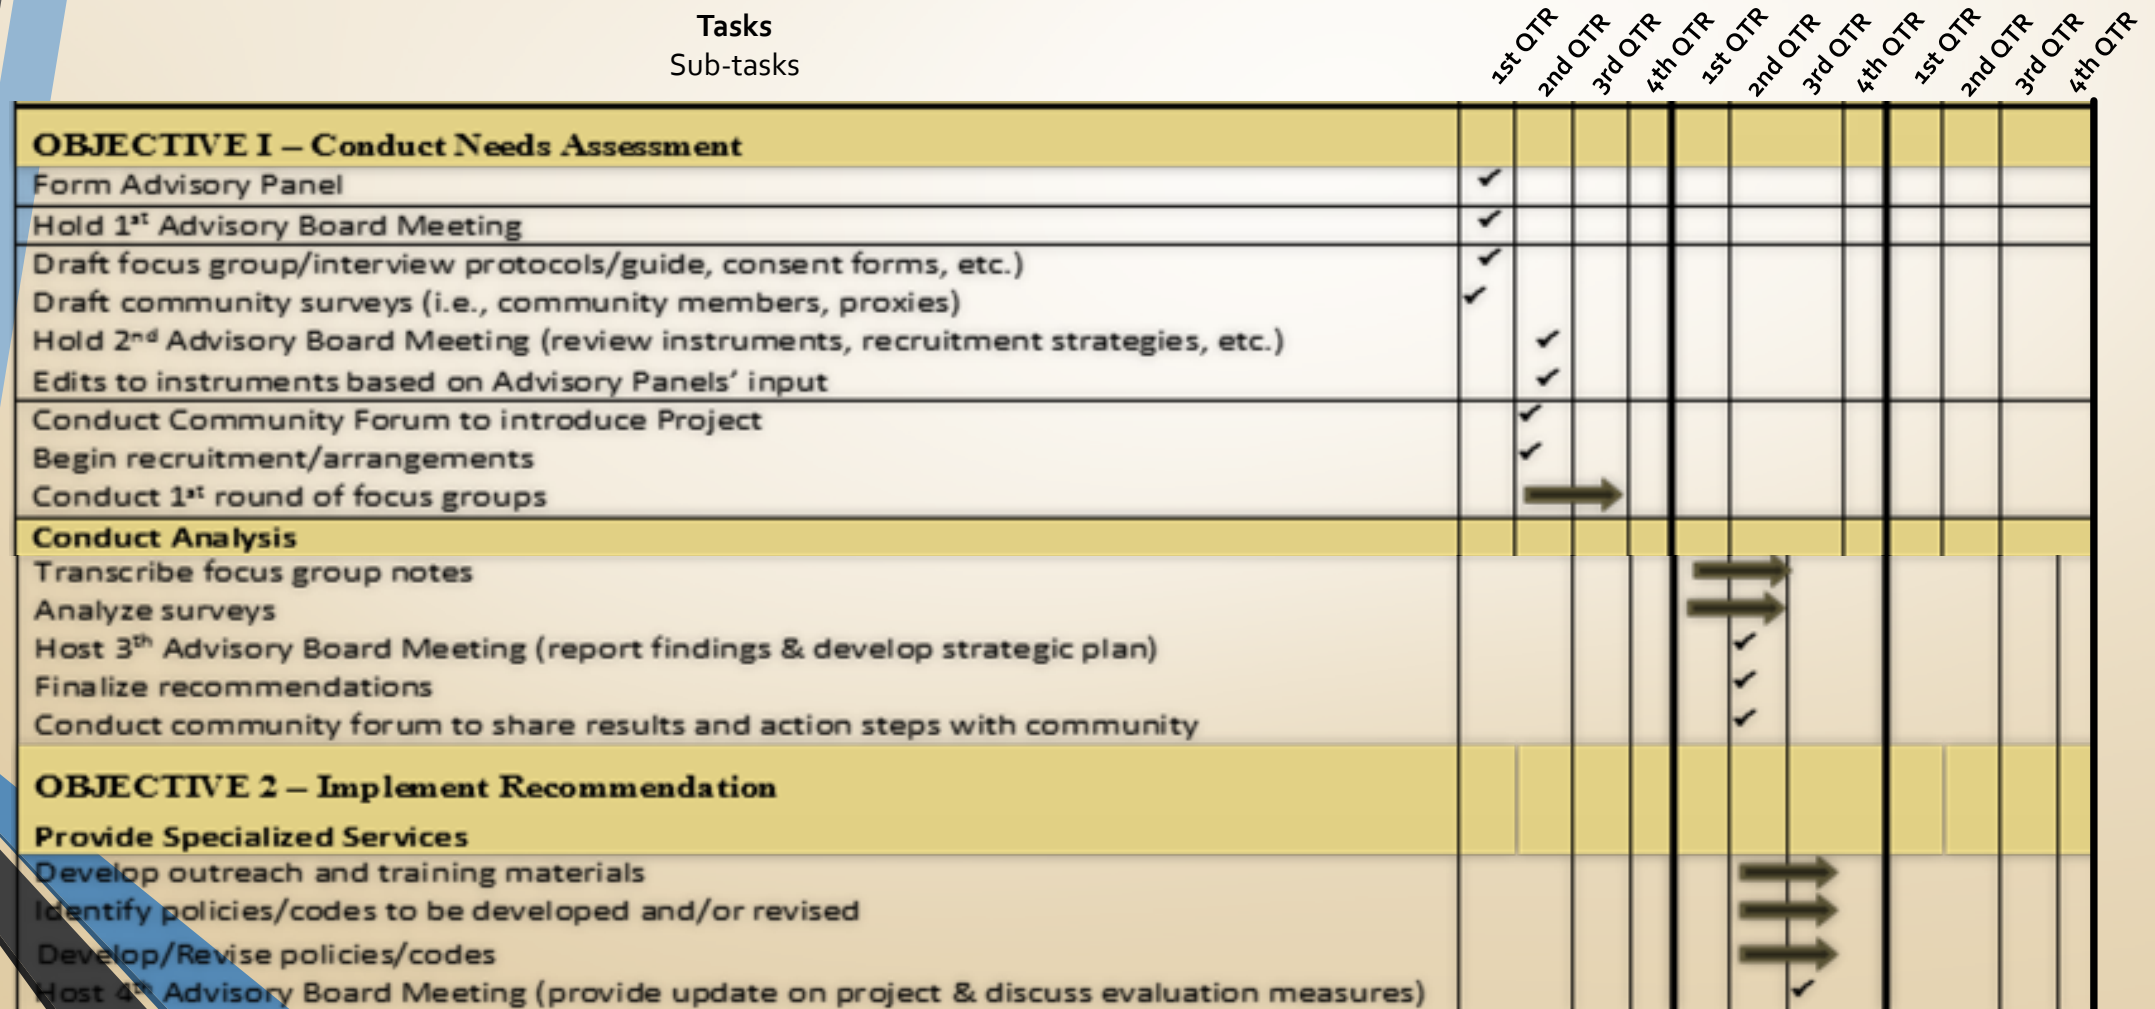 Tasks
Sub-tasks
1st QTR 2nd QTR 3rd QTR 4th QTR 1st QTR 2nd QTR 3rd QTR 4th QTR 1st QTR 2nd QTR 3rd QTR 4th QTR
OBJECTIVE I – Conduct Needs Assessment
Form Advisory Panel ✔
Hold 1st Advisory Board Meeting ✔
Draft focus group/interview protocols/guide, consent forms, etc.) ✔
Draft community surveys (i.e., community members, proxies) ✔
Hold 2nd Advisory Board Meeting (review instruments, recruitment strategies, etc.) ✔
Edits to instruments based on Advisory Panels’ input ✔
Conduct Community Forum to introduce Project ✔
Begin recruitment/arrangements ✔
Conduct 1st round of focus groups
Conduct Analysis
Transcribe focus group notes
Analyze surveys
Host 3th Advisory Board Meeting (report findings & develop strategic plan) ✔
Finalize recommendations ✔
Conduct community forum to share results and action steps with community ✔
OBJECTIVE 2 – Implement Recommendation
Provide Specialized Services
Develop outreach and training materials
Identify policies/codes to be developed and/or revised
Develop/Revise policies/codes
Host 4th Advisory Board Meeting (provide update on project & discuss evaluation measures) ✔